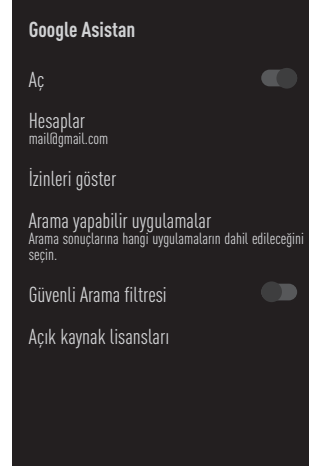 Google Asistan
Aç
Hesaplar
mail@gmail.com
İzinleri göster
Arama yapabilir uygulamalar
Arama sonuçlarına hangi uygulamaların dahil edileceğini
seçin.
Güvenli Arama filtresi
Açık kaynak lisansları